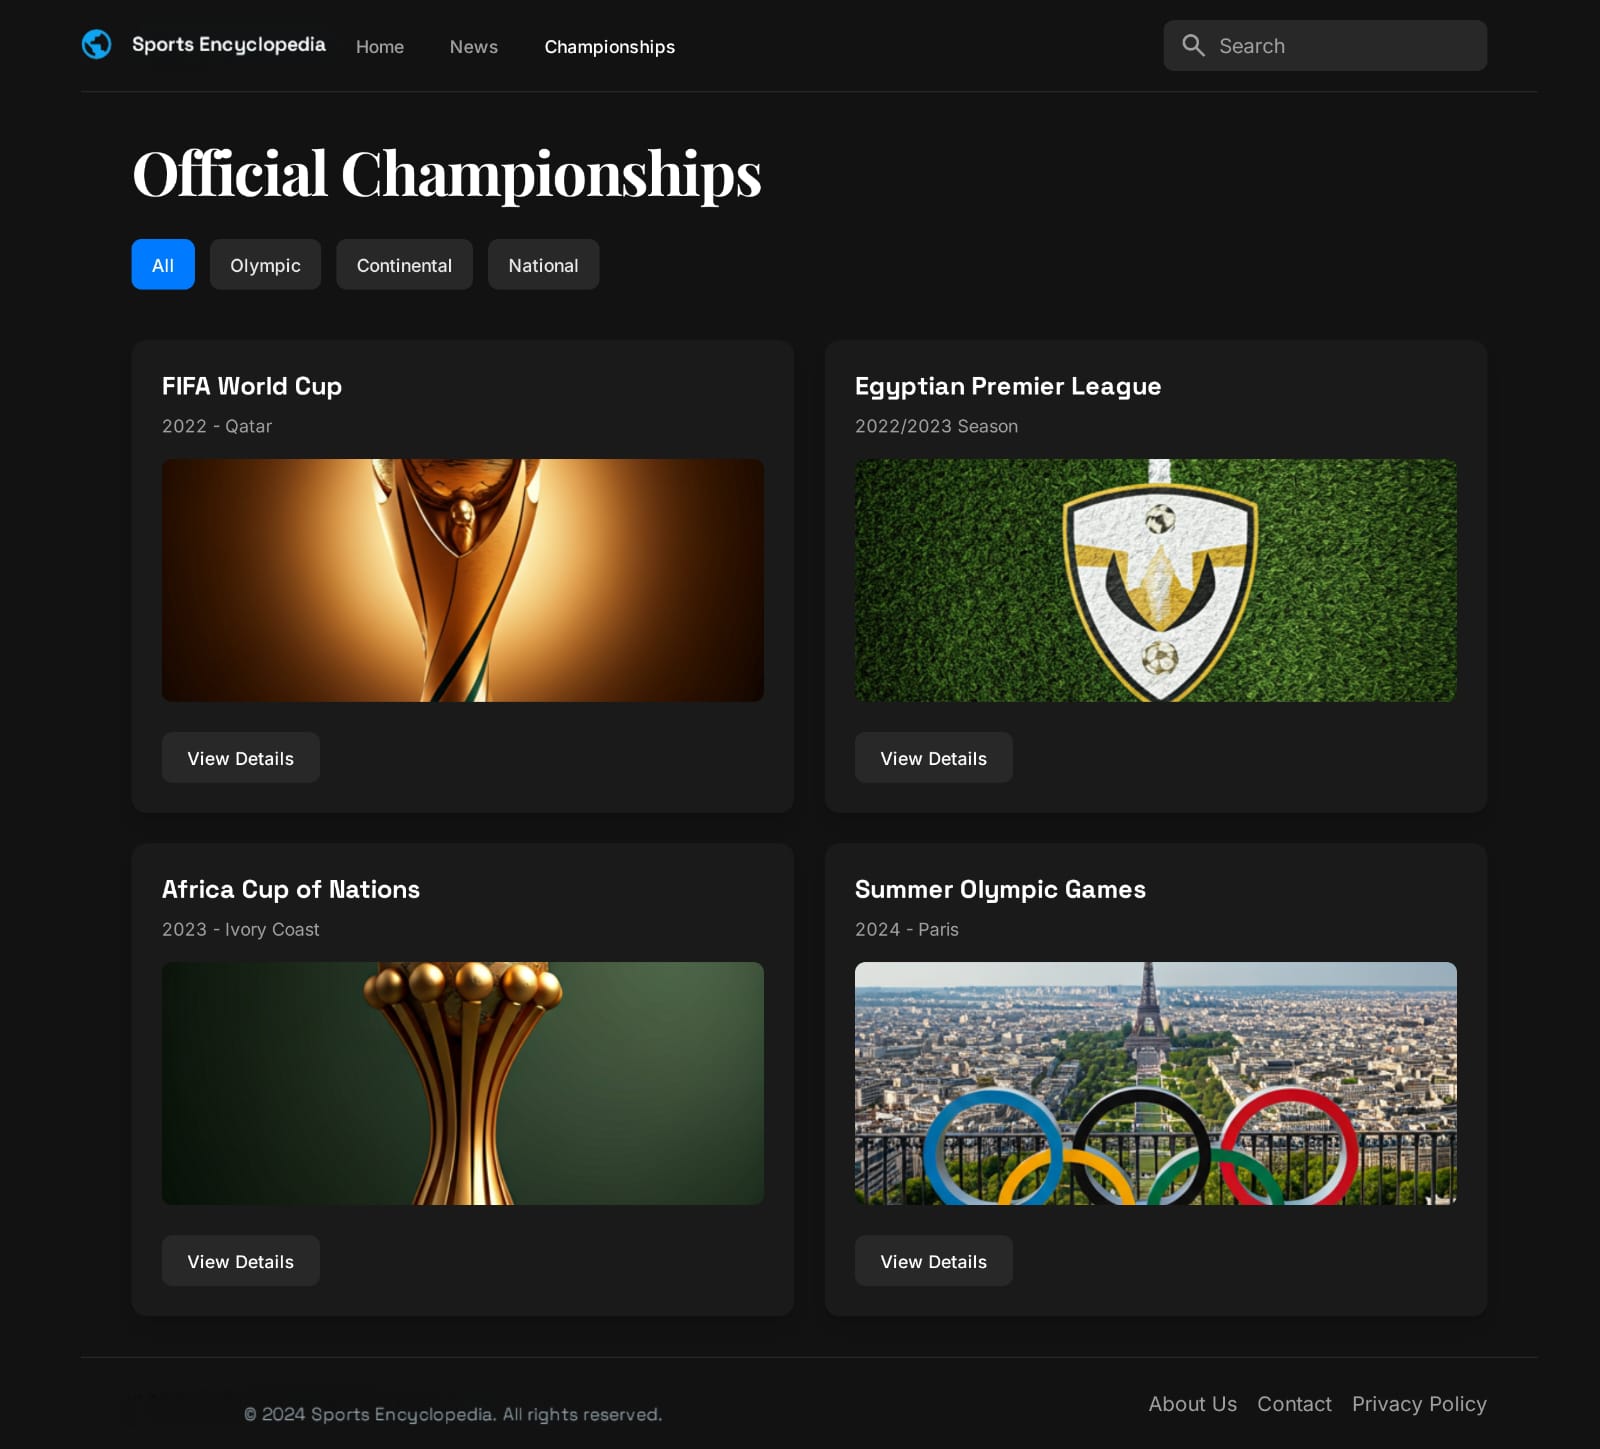 Sports Encyclopedia
Home
News
Championships
Search
Official Championships
All
Olympic
Continental
National
FIFA World Cup
2022 - Qatar
View Details
Egyptian Premier League
2022/2023 Season
View Details
Africa Cup of Nations
2023 - Ivory Coast
View Details
Summer Olympic Games
2024 - Paris
View Details
© 2024 Sports Encyclopedia. All rights reserved.
About Us
Contact
Privacy Policy